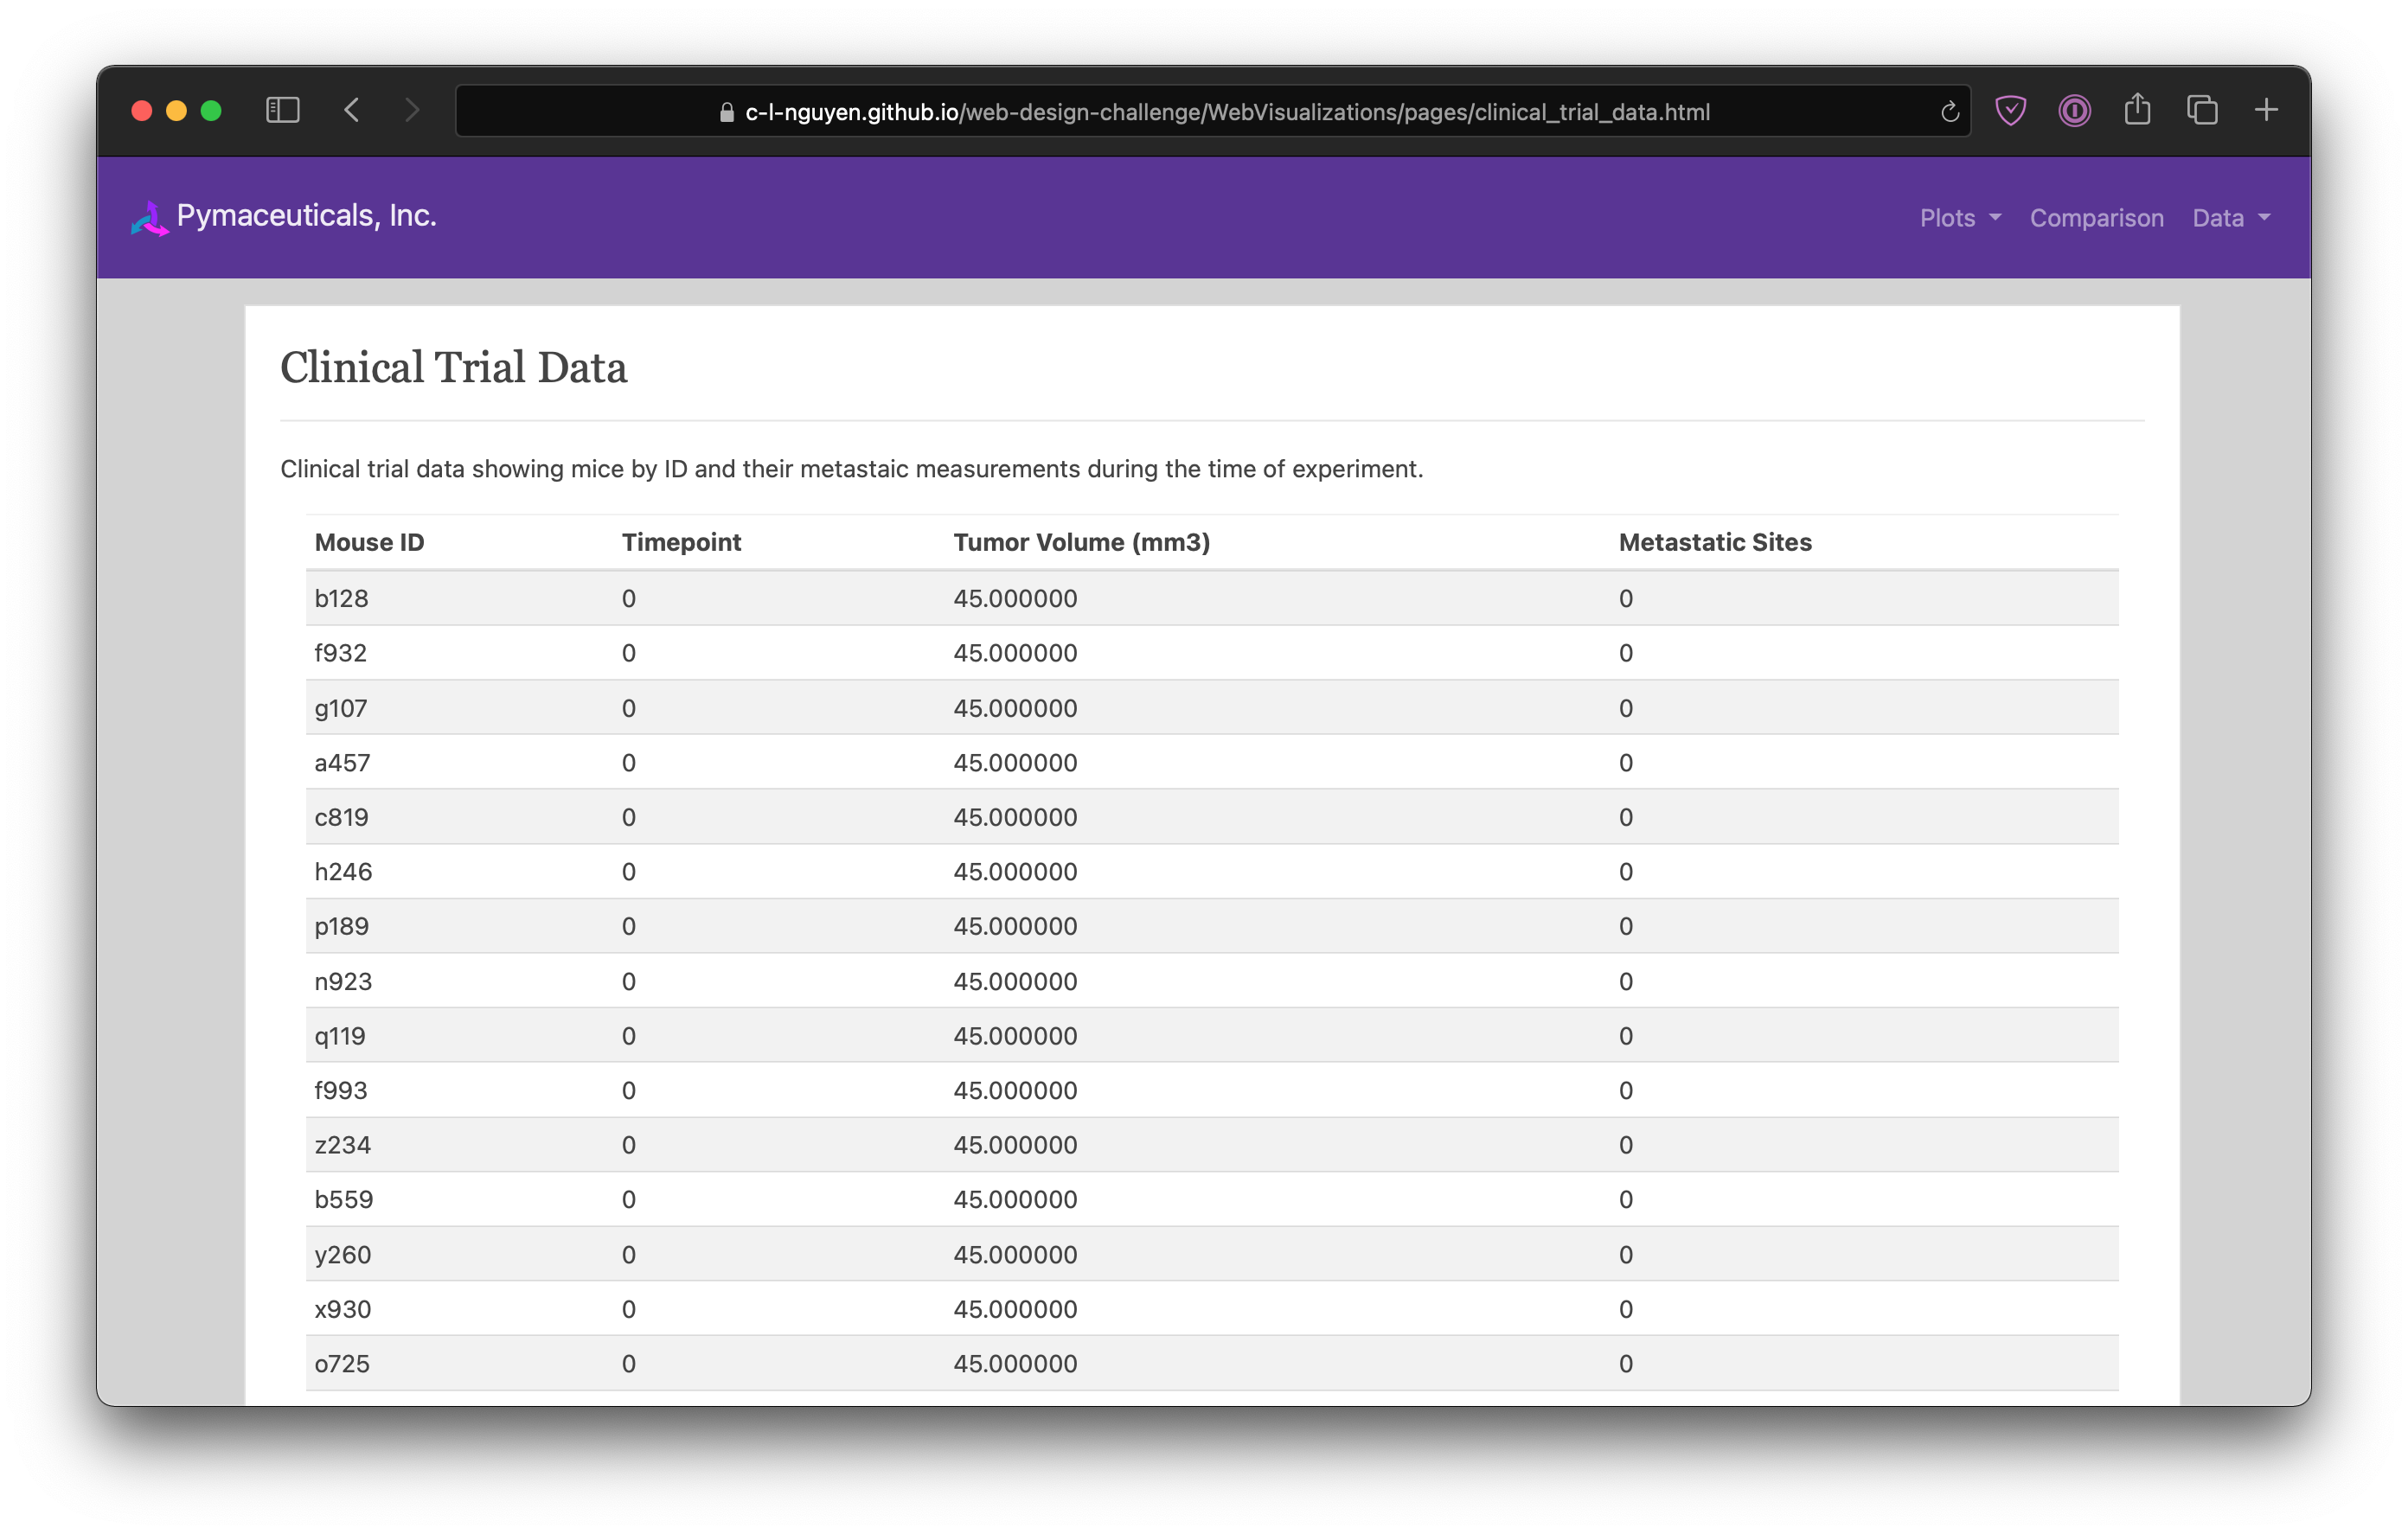 c-l-nguyen.github.io/web-design-challenge/WebVisualizations/pages/clinical_trial_data.html
Pymaceuticals, Inc. Plots Comparison Data
Clinical Trial Data
Clinical trial data showing mice by ID and their metastaic measurements during the time of experiment.
Mouse ID Timepoint Tumor Volume (mm3) Metastatic Sites
b128 0 45.000000 0
f932 0 45.000000 0
g107 0 45.000000 0
a457 0 45.000000 0
c819 0 45.000000 0
h246 0 45.000000 0
p189 0 45.000000 0
n923 0 45.000000 0
q119 0 45.000000 0
f993 0 45.000000 0
z234 0 45.000000 0
b559 0 45.000000 0
y260 0 45.000000 0
x930 0 45.000000 0
o725 0 45.000000 0